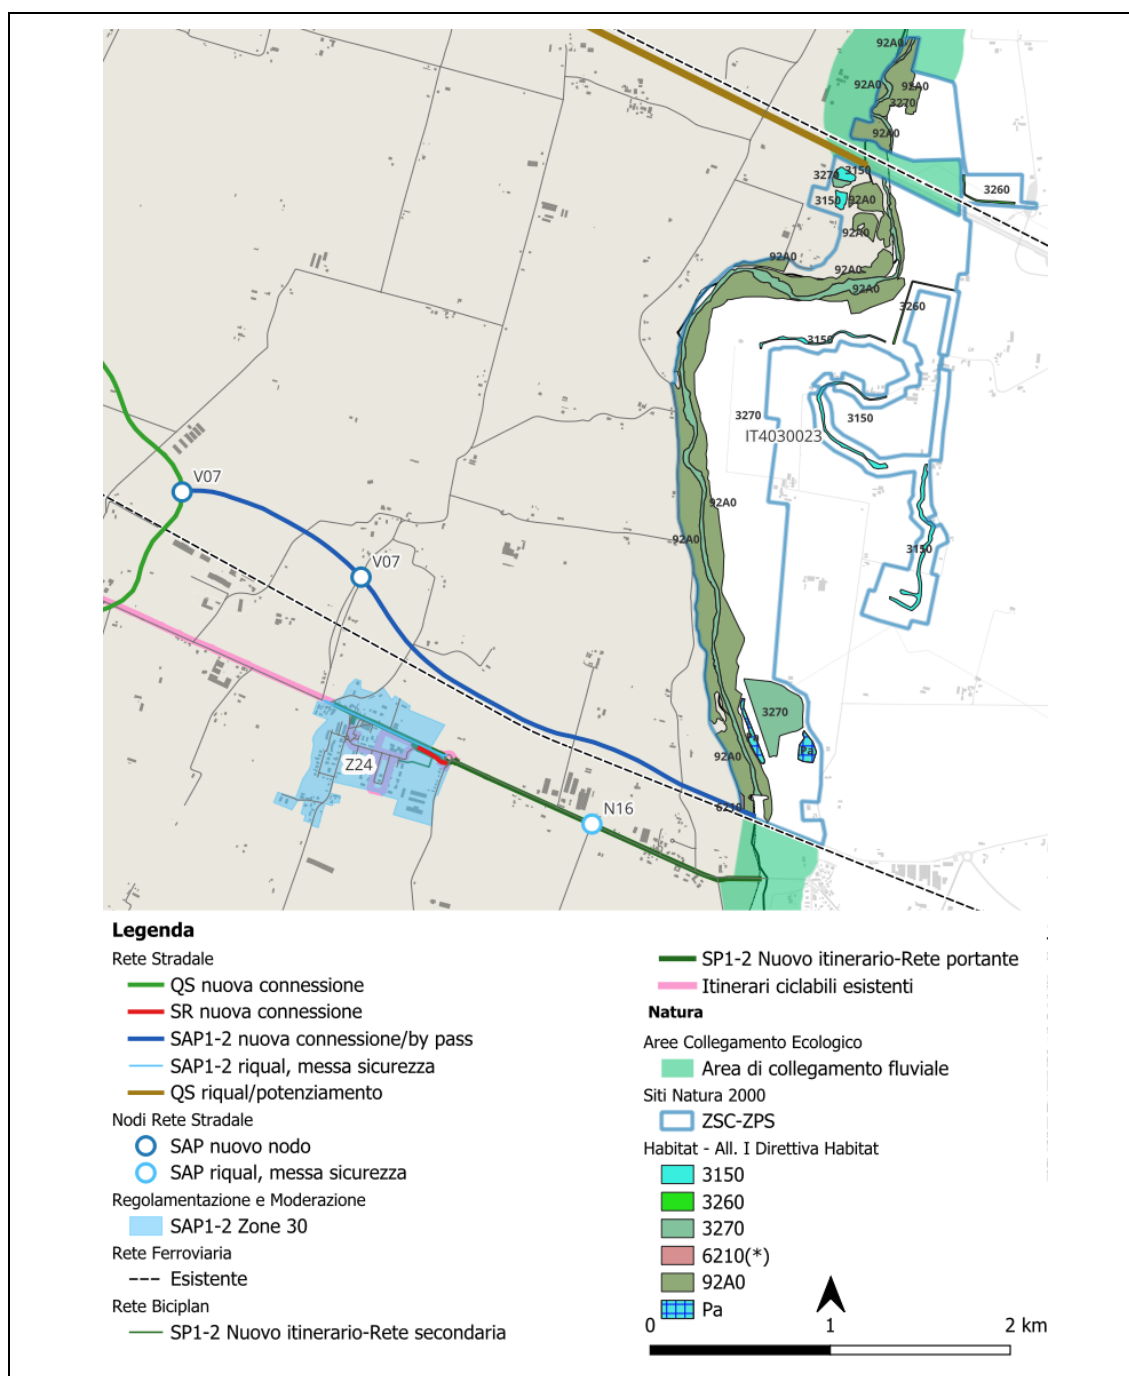 92A0
92A0
92A0
3270
92A0
3270
3150
3260
3150
92A0
92A0
92A0
92A0
92A0
3260
3150
3270
3150
IT4030023
V07
92A0
92A0
3150
V07
3270
Pa
Pa
92A0
Z24
6210
N16
Legenda
Rete Stradale
QS nuova connessione
SR nuova connessione
SAP1-2 nuova connessione/by pass
SAP1-2 riqual, messa sicurezza
QS riqual/potenziamento
Nodi Rete Stradale
SAP nuovo nodo
SAP riqual, messa sicurezza
Regolamentazione e Moderazione
SAP1-2 Zone 30
Rete Ferroviaria
Esistente
Rete Biciplan
SP1-2 Nuovo itinerario-Rete secondaria
SP1-2 Nuovo itinerario-Rete portante
Itinerari ciclabili esistenti
Natura
Aree Collegamento Ecologico
Area di collegamento fluviale
Siti Natura 2000
ZSC-ZPS
Habitat - All. I Direttiva Habitat
3150
3260
3270
6210(*)
92A0
Pa
0 1 2 km